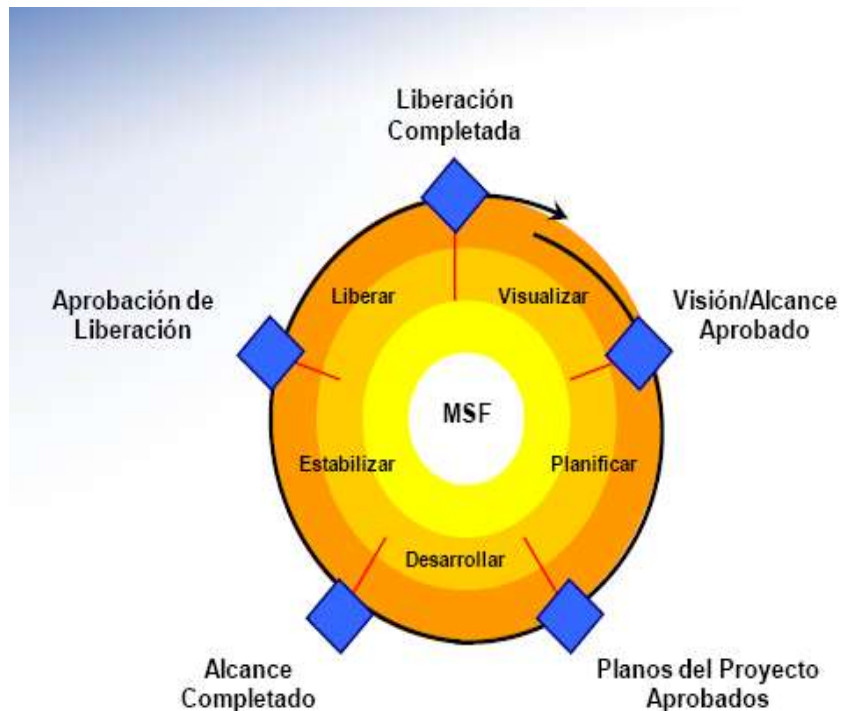 Liberación
Completada
Liberar
Visualizar
Aprobación de
Liberación
Visión/Alcance
Aprobado
MSF
Estabilizar
Planificar
Desarrollar
Alcance
Completado
Planos del Proyecto
Aprobados